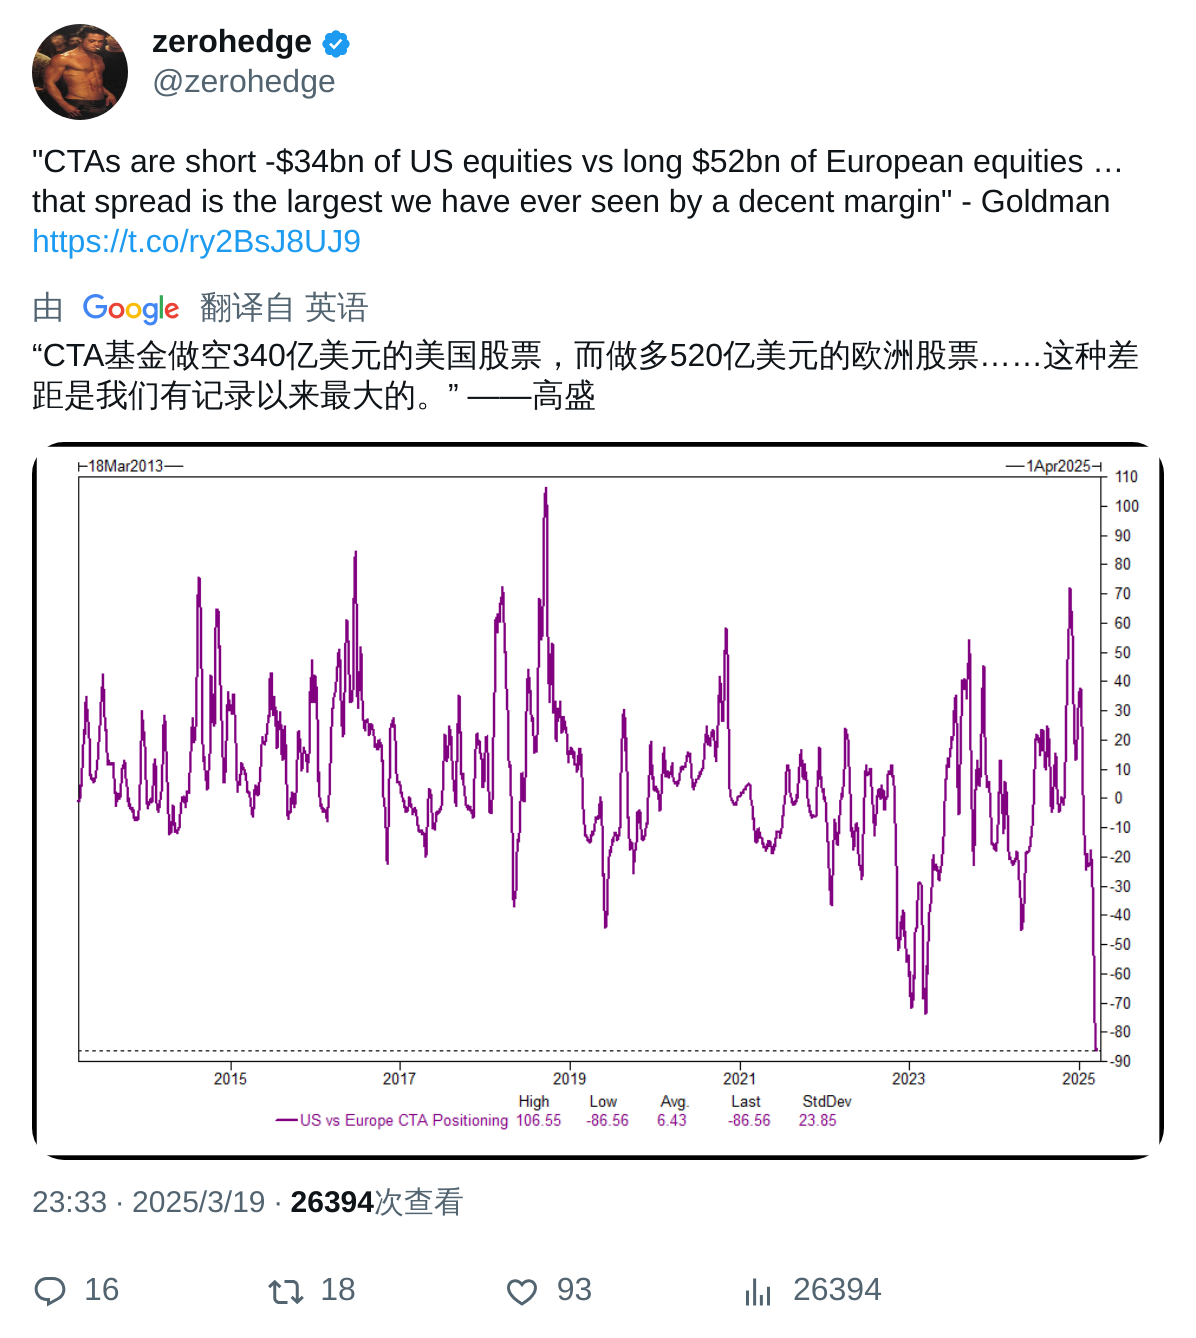 zerohedge
@zerohedge
"CTAs are short -$34bn of US equities vs long $52bn of European equities …
that spread is the largest we have ever seen by a decent margin" - Goldman
https://t.co/ry2BsJ8UJ9
由 Google 翻译自 英语
“CTA基金做空340亿美元的美国股票，而做多520亿美元的欧洲股票……这种差
距是我们有记录以来最大的。” ——高盛
18Mar2013
1Apr2025
110
100
90
80
70
60
50
40
30
20
10
0
-10
-20
-30
-40
-50
-60
-70
-80
-90
2015 2017 2019 2021 2023 2025
High Low Avg. Last StdDev
US vs Europe CTA Positioning 106.55 -86.56 6.43 -86.56 23.85
23:33 · 2025/3/19 · 26394次查看
16 18 93 26394